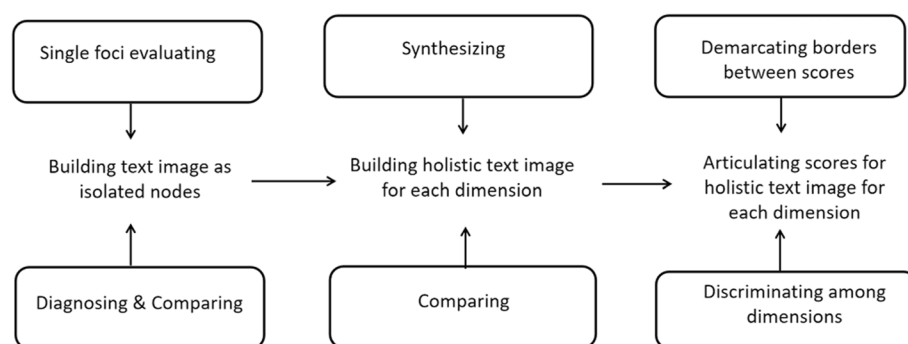 Single foci evaluating
Synthesizing
Demarcating borders
between scores
Building text image as
isolated nodes
Building holistic text image
for each dimension
Articulating scores for
holistic text image for
each dimension
Diagnosing & Comparing
Comparing
Discriminating among
dimensions